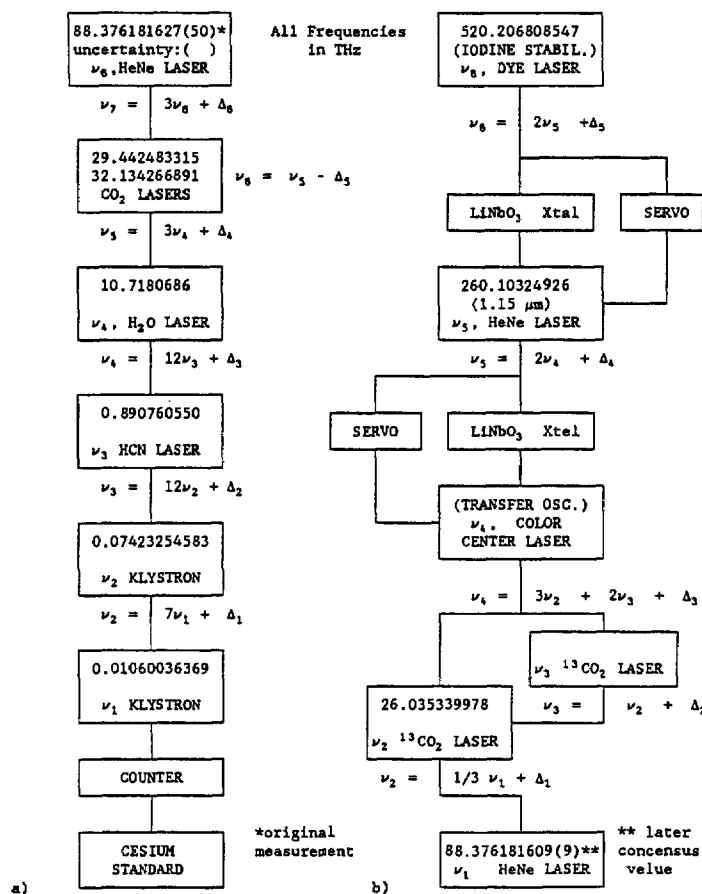 88.376181627(50)*
uncertainty:( )
ν₆,HeNe LASER
ν₇ = 3ν₆ + Δ₆
29.442483315
32.134266891
CO₂ LASERS
ν₆ = ν₅ - Δ₅
ν₅ = 3ν₄ + Δ₄
10.7180686
ν₄, H₂O LASER
ν₄ = 12ν₃ + Δ₃
0.890760550
ν₃ HCN LASER
ν₃ = 12ν₂ + Δ₂
0.07423254583
ν₂ KLYSTRON
ν₂ = 7ν₁ + Δ₁
0.01060036369
ν₁ KLYSTRON
COUNTER
CESIUM
STANDARD
*original
measurement
a)
All Frequencies
in THz
520.206808547
(IODINE STABIL.)
ν₆, DYE LASER
ν₆ = 2ν₅ +Δ₅
LiNbO₃ Xtal
SERVO
260.10324926
(1.15 μm)
ν₅, HeNe LASER
ν₅ = 2ν₄ + Δ₄
SERVO
LiNbO₃ Xtel
(TRANSFER OSC.)
ν₄, COLOR
CENTER LASER
ν₄ = 3ν₂ + 2ν₃ + Δ₃
ν₃ ¹³CO₂ LASER
ν₃ = ν₂ + Δ₂
26.035339978
ν₂ ¹³CO₂ LASER
ν₂ = 1/3 ν₁ + Δ₁
88.376181609(9)**
ν₁ HeNe LASER
** later
concensus
velue
b)